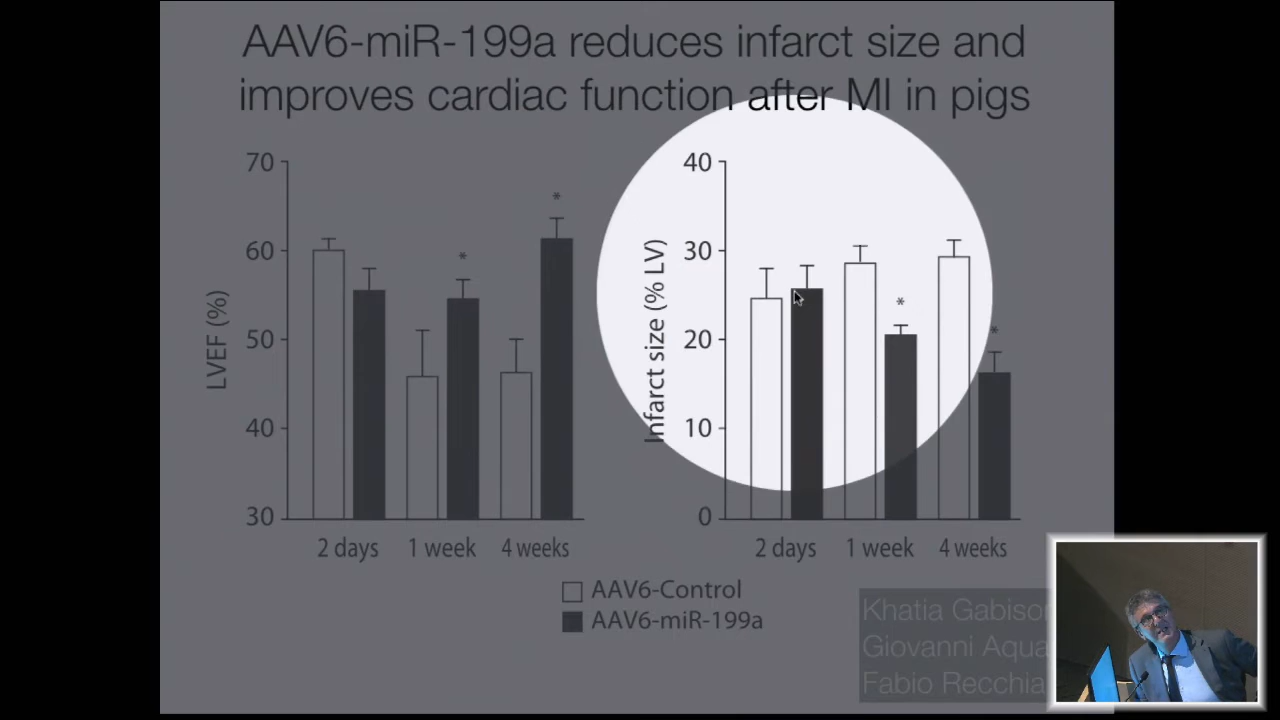 AAV6-miR-199a reduces infarct size and
improves cardiac function after MI in pigs
70
60
50
40
30
LVEF (%)
*
*
2 days
1 week
4 weeks
40
30
20
10
0
Infarct size (% LV)
*
*
2 days
1 week
4 weeks
AAV6-Control
AAV6-miR-199a
Khatia
Giovanni
Fabio Recchia